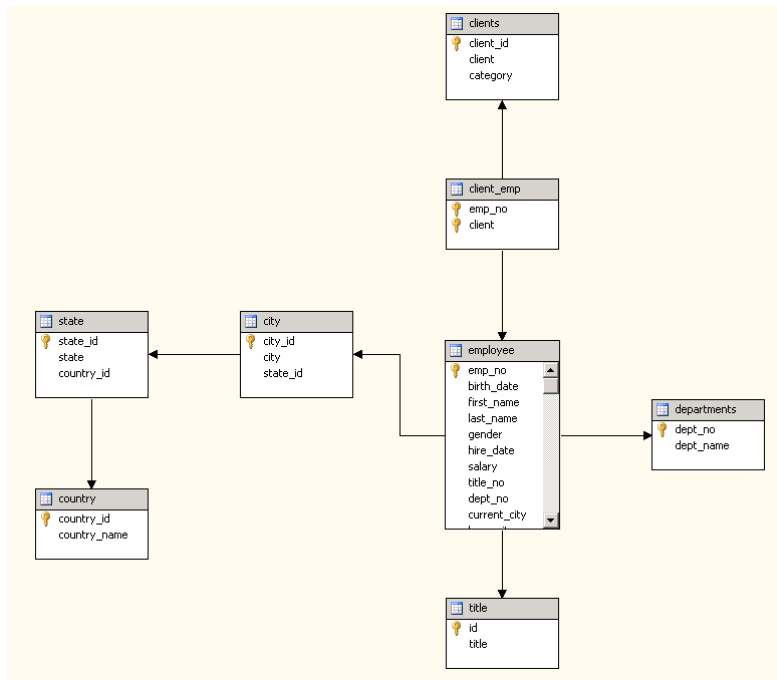 clients
client_id
client
category
client_emp
emp_no
client
state
state_id
state
country_id
city
city_id
city
state_id
employee
emp_no
birth_date
first_name
last_name
gender
hire_date
salary
title_no
dept_no
current_city
departments
dept_no
dept_name
country
country_id
country_name
title
id
title